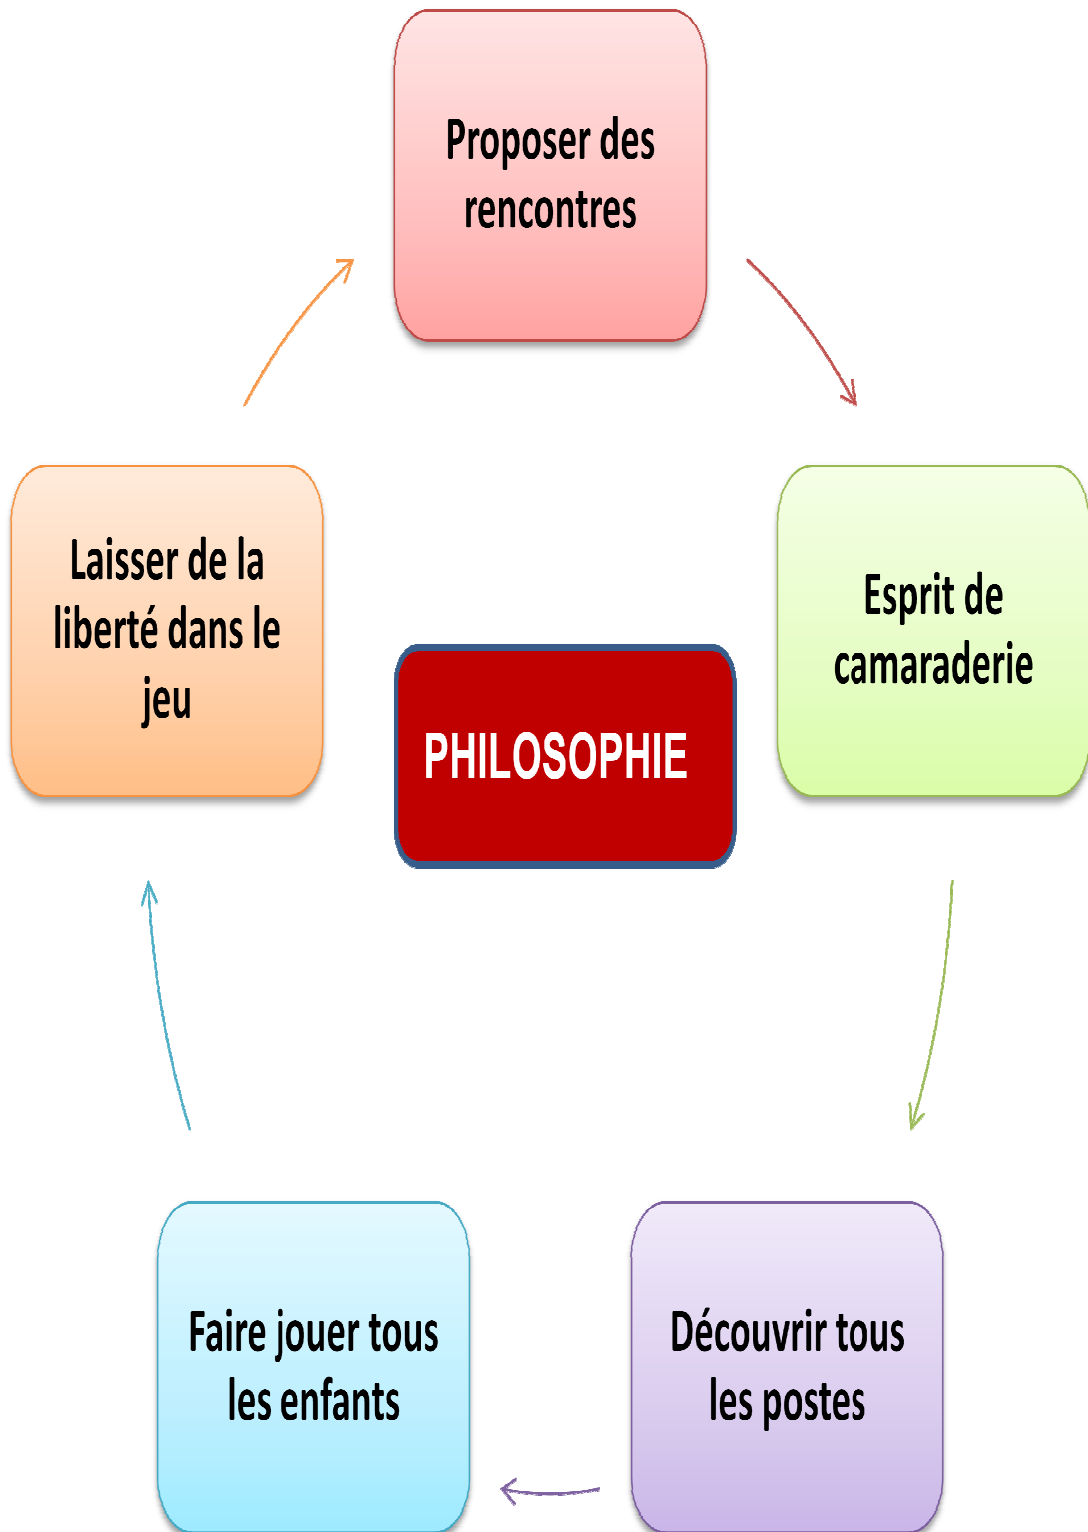 Proposer des
rencontres
Esprit de
camaraderie
Découvrir tous
les postes
Faire jouer tous
les enfants
Laisser de la
liberté dans le
jeu
PHILOSOPHIE